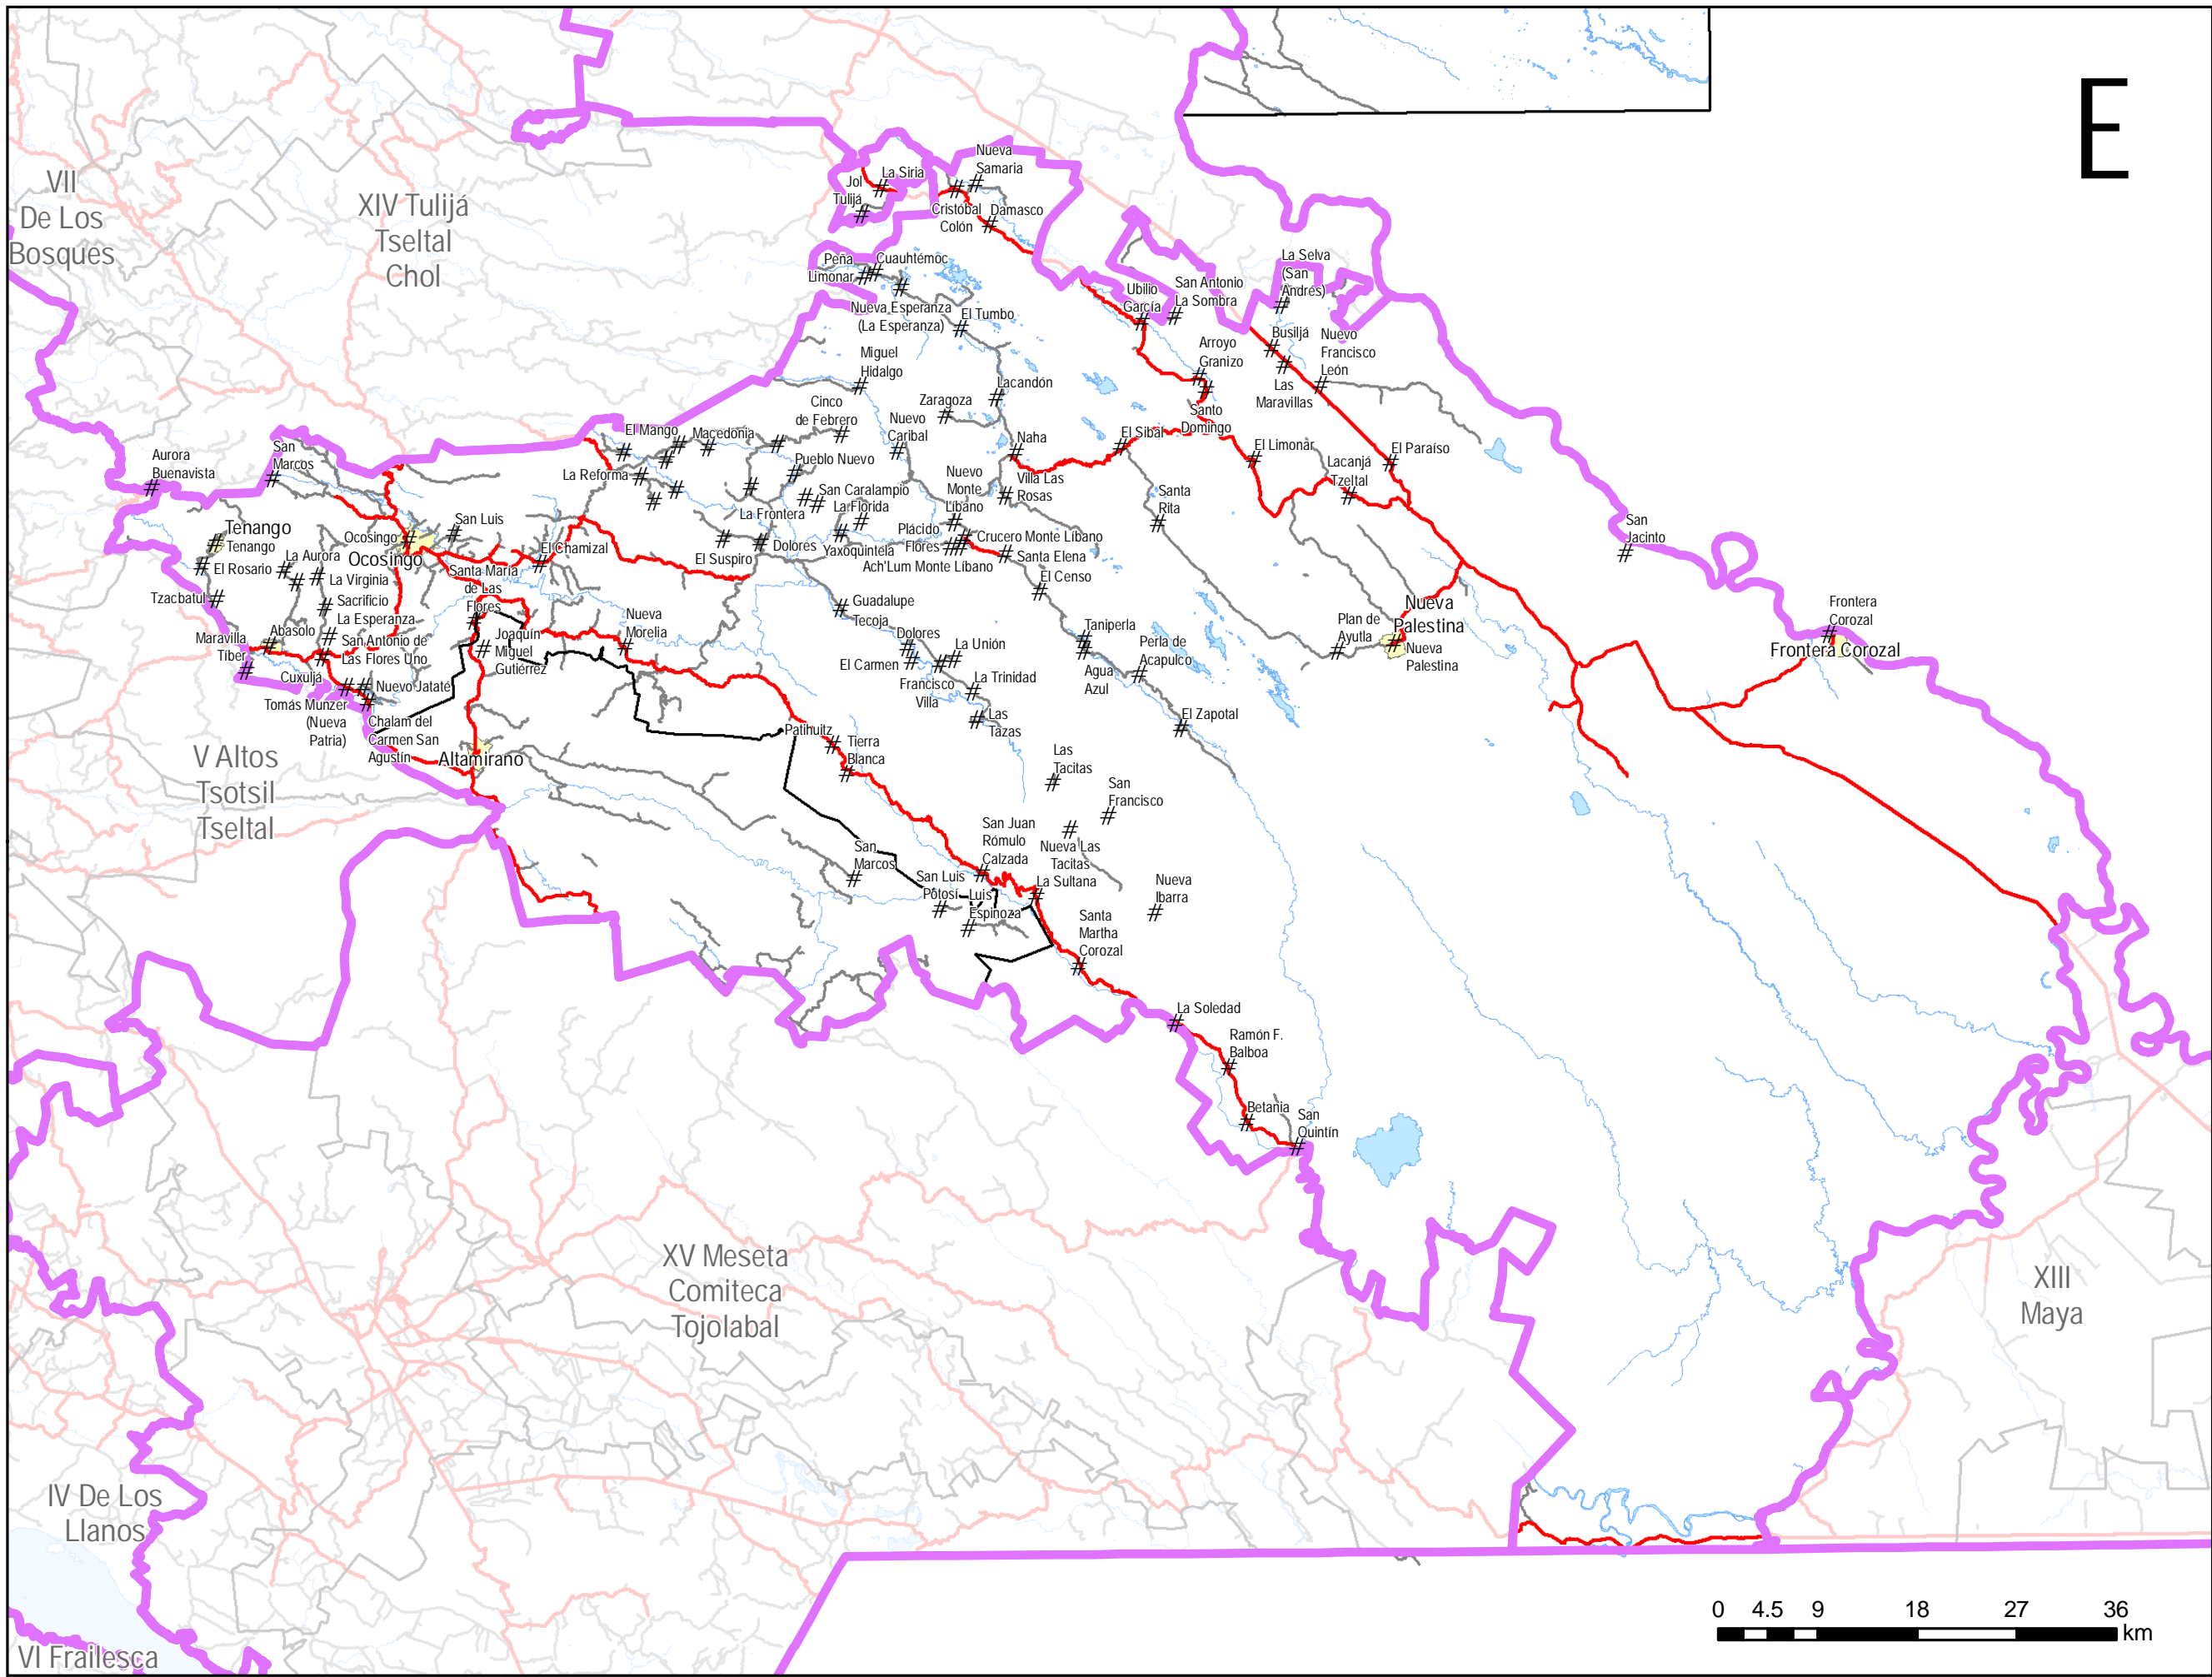 E
VII
De Los
Bosques
XIV Tulijá
Tseltal
Chol
Nueva
Samaria
La Siria
Jol
Tulijá
Cristóbal
Colón
Damasco
Peña
Limonar
Cuauhtémoc
Nueva Esperanza
(La Esperanza)
El Tumbo
Ubilio
García
San Antonio
La Sombra
La Selva
(San
Andrés)
Busiljá
Nuevo
Francisco
León
Las
Maravillas
Arroyo
Granizo
Santo
Domingo
Miguel
Hidalgo
Lacandón
Cinco
de Febrero
Zaragoza
Nuevo
Caribal
Naha
El Sibal
El Limonar
El Paraíso
Lacanjá
Tzeltal
El Mango
Macedonia
Pueblo Nuevo
La Reforma
Aurora
Buenavista
San
Marcos
Nuevo
Monte
Líbano
Villa Las
Rosas
Santa
Rita
San Caralampio
La Florida
La Frontera
Tenango
Tenango
San Luis
Ocosingo
Ocosingo
El Chamizal
El Suspiro
Dolores
Yaxoquintela
Plácido
Flores
Crucero Monte Líbano
Santa Elena
Ach'Lum Monte Líbano
San
Jacinto
La Aurora
El Rosario
La Virginia
Santa María
de Las
Flores
El Censo
Tzacbatul
Sacrificio
La Esperanza
Guadalupe
Tecoja
Nueva
Morelia
Nueva
Palestina
Plan de
Ayutla
Nueva
Palestina
Frontera
Corozal
Frontera Corozal
Maravilla
Tiber
Abasolo
San Antonio de
Las Flores Uno
Joaquín
Miguel
Gutiérrez
Taniperla
Perla de
Acapulco
Dolores
La Unión
El Carmen
Agua
Azul
Cuxuljá
Nuevo Jataté
Francisco
Villa
La Trinidad
Tomás Munzer
(Nueva
Patria)
Chalam del
Carmen San
Agustín
Las
Tazas
El Zapotal
Patihuitz
Tierra
Blanca
V Altos
Tsotsil
Tseltal
Altamirano
Las
Tacitas
San
Francisco
San Juan
Rómulo
Calzada
Nueva Las
Tacitas
San
Marcos
La Sultana
San Luis
Potosí
Luis
Espinoza
Nueva
Ibarra
Santa
Martha
Corozal
La Soledad
Ramón F.
Balboa
Betania
San
Quintín
XV Meseta
Comiteca
Tojolabal
XIII
Maya
IV De Los
Llanos
VI Frailesca
0 4.5 9 18 27 36
km